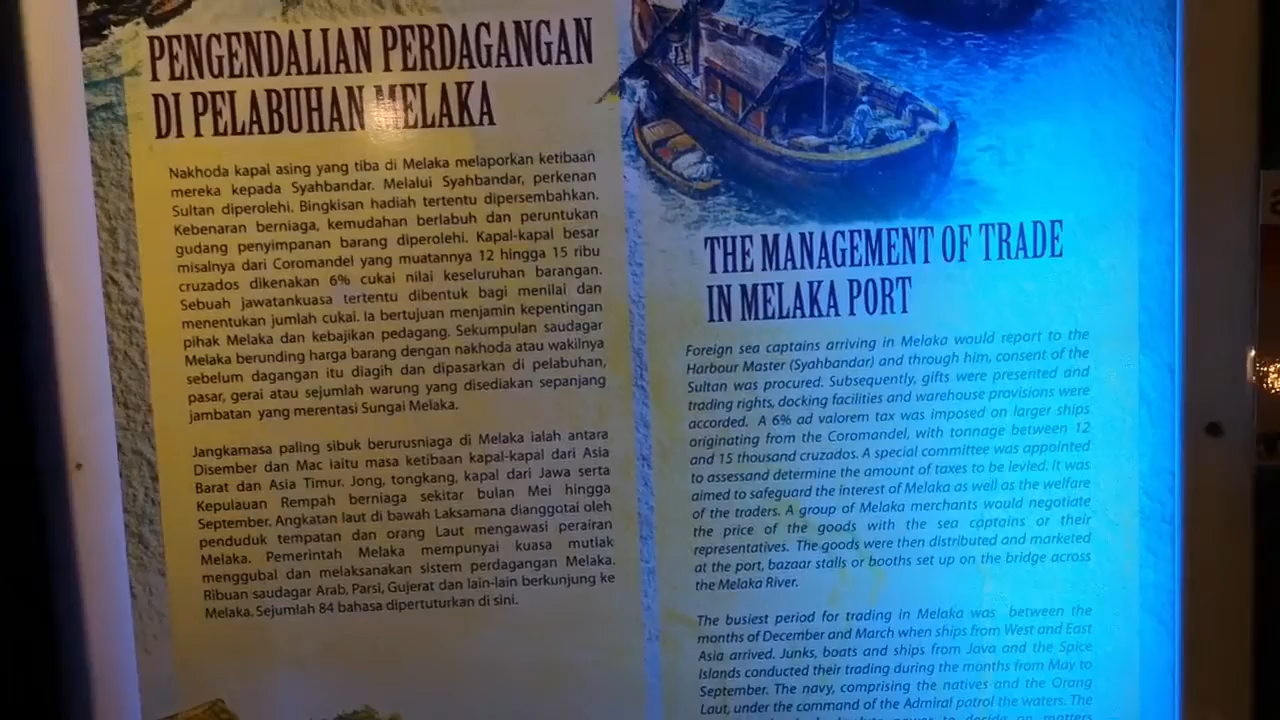 PENGENDALIAN PERDAGANGAN
DI PELABUHAN MELAKA
Nakhoda kapal asing yang tiba di Melaka melaporkan ketibaan
mereka kepada Syahbandar. Melalui Syahbandar, perkenan
Sultan diperolehi. Bingkisan hadiah tertentu dipersembahkan.
Kebenaran berniaga, kemudahan berlabuh dan peruntukan
gudang penyimpanan barang diperolehi. Kapal-kapal besar
misalnya dari Coromandel yang muatannya 12 hingga 15 ribu
cruzados dikenakan 6% cukai nilai keseluruhan barangan.
Sebuah jawatankuasa tertentu dibentuk bagi menilai dan
menentukan jumlah cukai. Ia bertujuan menjamin kepentingan
pihak Melaka dan kebajikan pedagang. Sekumpulan saudagar
Melaka berunding harga barang dengan nakhoda atau wakilnya
sebelum dagangan itu diagih dan dipasarkan di pelabuhan,
pasar, gerai atau sejumlah warung yang disediakan sepanjang
jambatan yang merentasi Sungai Melaka.
Jangkamasa paling sibuk berurusniaga di Melaka ialah antara
Disember dan Mac iaitu masa ketibaan kapal-kapal dari Asia
Barat dan Asia Timur. Jong, tongkang, kapal dari Jawa serta
Kepulauan Rempah berniaga sekitar bulan Mei hingga
September. Angkatan laut di bawah Laksamana dianggotai oleh
penduduk tempatan dan orang Laut mengawasi perairan
Melaka. Pemerintah Melaka mempunyai kuasa mutlak
menggubal dan melaksanakan sistem perdagangan Melaka.
Ribuan saudagar Arab, Parsi, Gujerat dan lain-lain berkunjung ke
Melaka. Sejumlah 84 bahasa dipertuturkan di sini.
THE MANAGEMENT OF TRADE
IN MELAKA PORT
Foreign sea captains arriving in Melaka would report to the
Harbour Master (Syahbandar) and through him, consent of the
Sultan was procured. Subsequently, gifts were presented and
trading rights, docking facilities and warehouse provisions were
accorded. A 6% ad valorem tax was imposed on larger ships
originating from the Coromandel, with tonnage between 12
and 15 thousand cruzados. A special committee was appointed
to assessand determine the amount of taxes to be levied. It was
aimed to safeguard the interest of Melaka as well as the welfare
of the traders. A group of Melaka merchants would negotiate
the price of the goods with the sea captains or their
representatives. The goods were then distributed and marketed
at the port, bazaar stalls or booths set up on the bridge across
the Melaka River.
The busiest period for trading in Melaka was between the
months of December and March when ships from West and East
Asia arrived. Junks, boats and ships from Java and the Spice
Islands conducted their trading during the months from May to
September. The navy, comprising the natives and the Orang
Laut, under the command of the Admiral patrol the waters. The
power to decide on matters